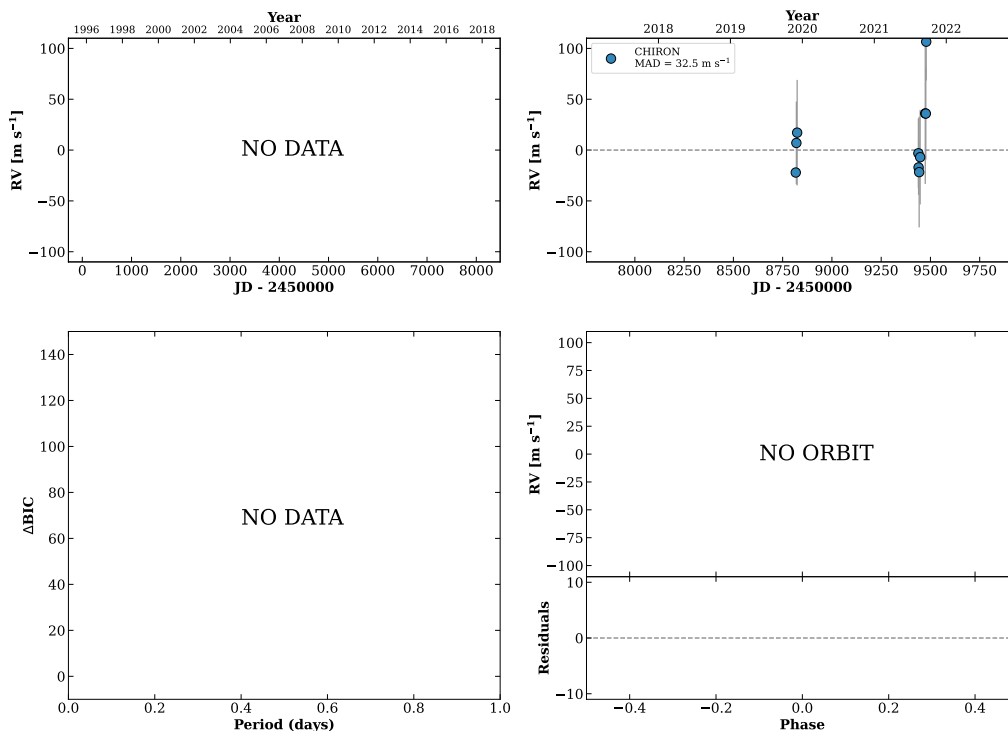 Year
1996 1998 2000 2002 2004 2006 2008 2010 2012 2014 2016 2018
100
50
0
−50
−100
RV [m s⁻¹]
NO DATA
0 1000 2000 3000 4000 5000 6000 7000 8000
JD - 2450000
Year
2018 2019 2020 2021 2022
100
50
0
−50
−100
RV [m s⁻¹]
CHIRON
MAD = 32.5 m s⁻¹
8000 8250 8500 8750 9000 9250 9500 9750
JD - 2450000
140
120
100
80
60
40
20
0
ΔBIC
NO DATA
0.0 0.2 0.4 0.6 0.8 1.0
Period (days)
100
75
50
25
0
−25
−50
−75
−100
RV [m s⁻¹]
NO ORBIT
10
0
−10
Residuals
−0.4 −0.2 0.0 0.2 0.4
Phase